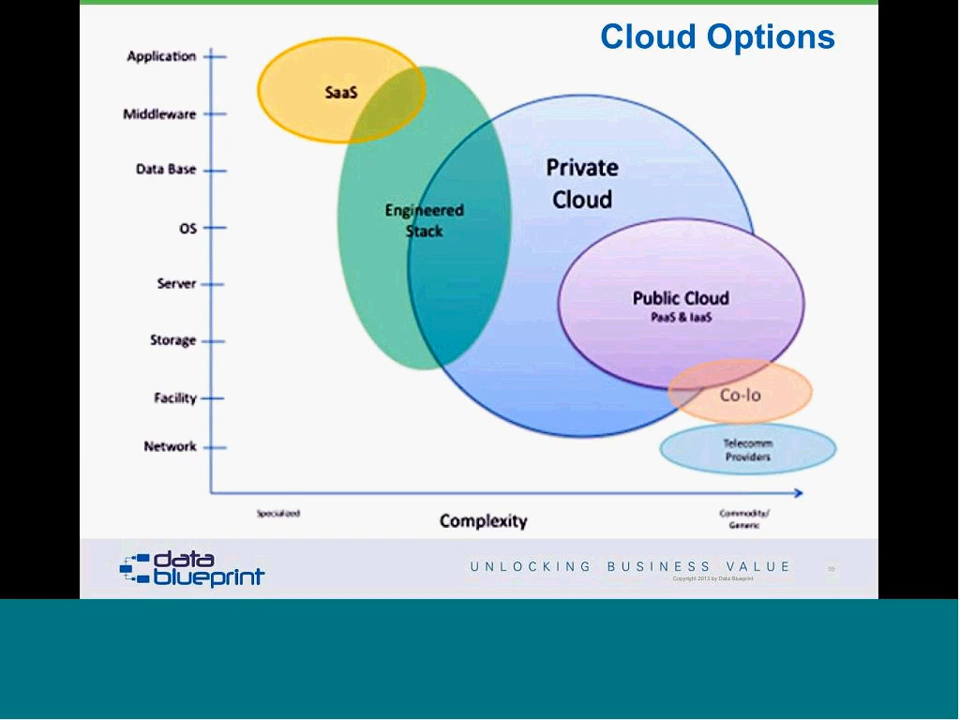 Cloud Options
Application
Middleware
Data Base
OS
Server
Storage
Facility
Network
SaaS
Engineered
Stack
Private
Cloud
Public Cloud
PaaS & IaaS
Co-lo
Telecomm
Providers
Specialized
Complexity
Commodity/
Generic
data
blueprint
UNLOCKING BUSINESS VALUE
Copyright 2013 by Data Blueprint